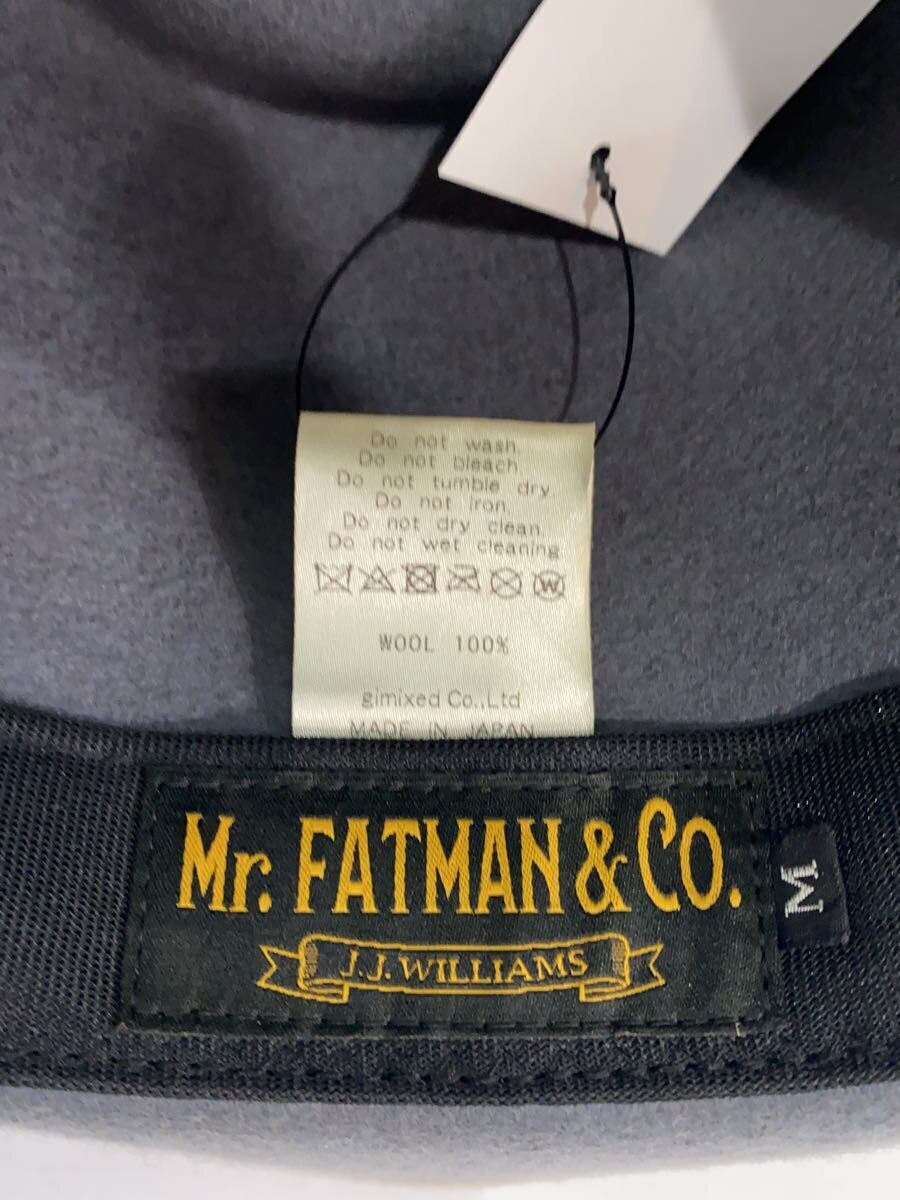 Do not wash.
Do not bleach.
Do not tumble dry.
Do not iron.
Do not dry clean.
Do not wet cleaning
W
WOOL 100%
gimixed Co.,Ltd
MADE IN JAPAN
Mr. FATMAN & CO.
J.J.WILLIAMS
M